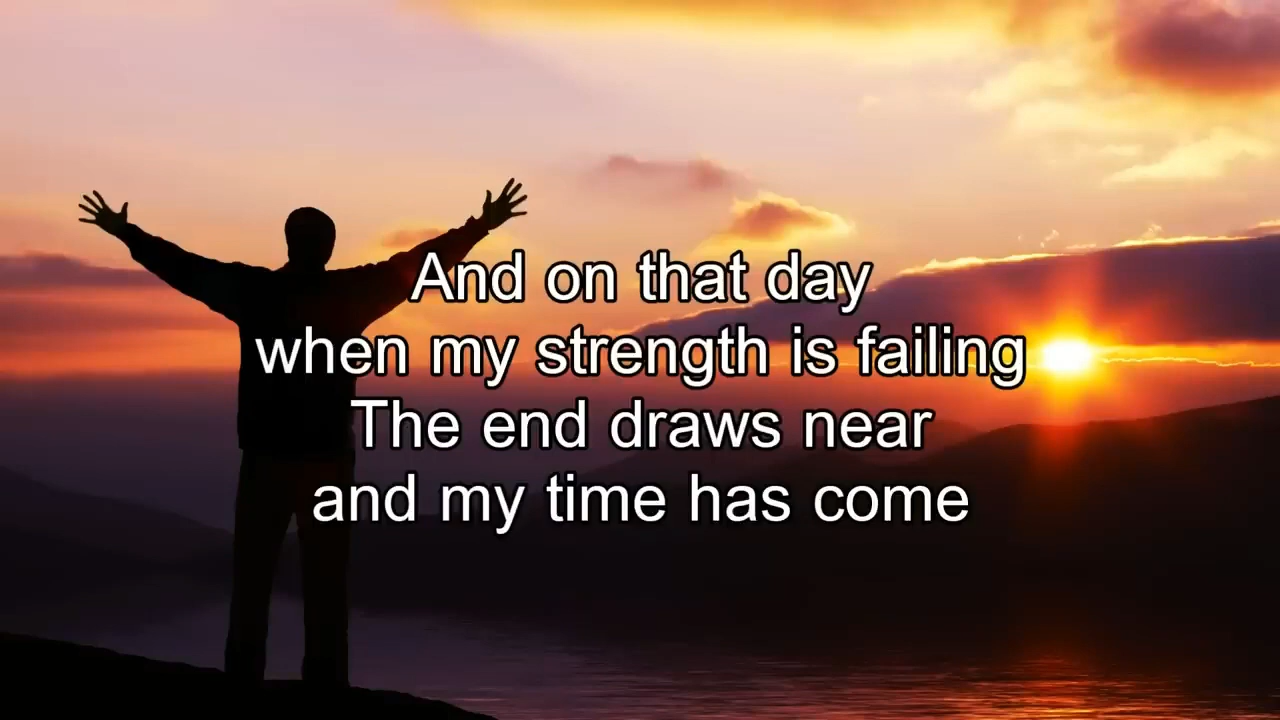 And on that day
when my strength is failing
The end draws near
and my time has come